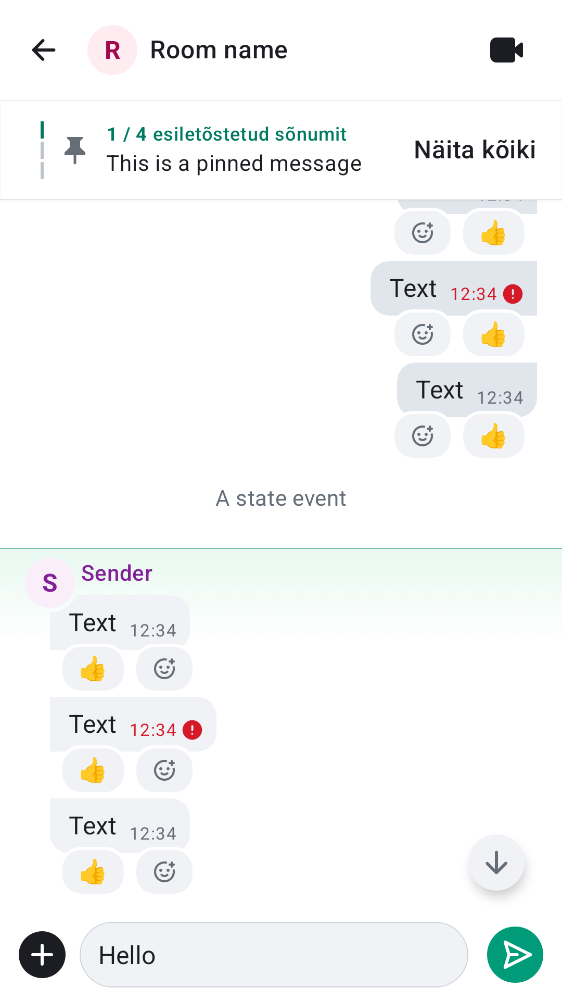 R Room name
1 / 4 esiletõstetud sõnumit
This is a pinned message
Näita kõiki
Text 12:34
Text 12:34
A state event
S Sender
Text 12:34
Text 12:34
Text 12:34
Hello